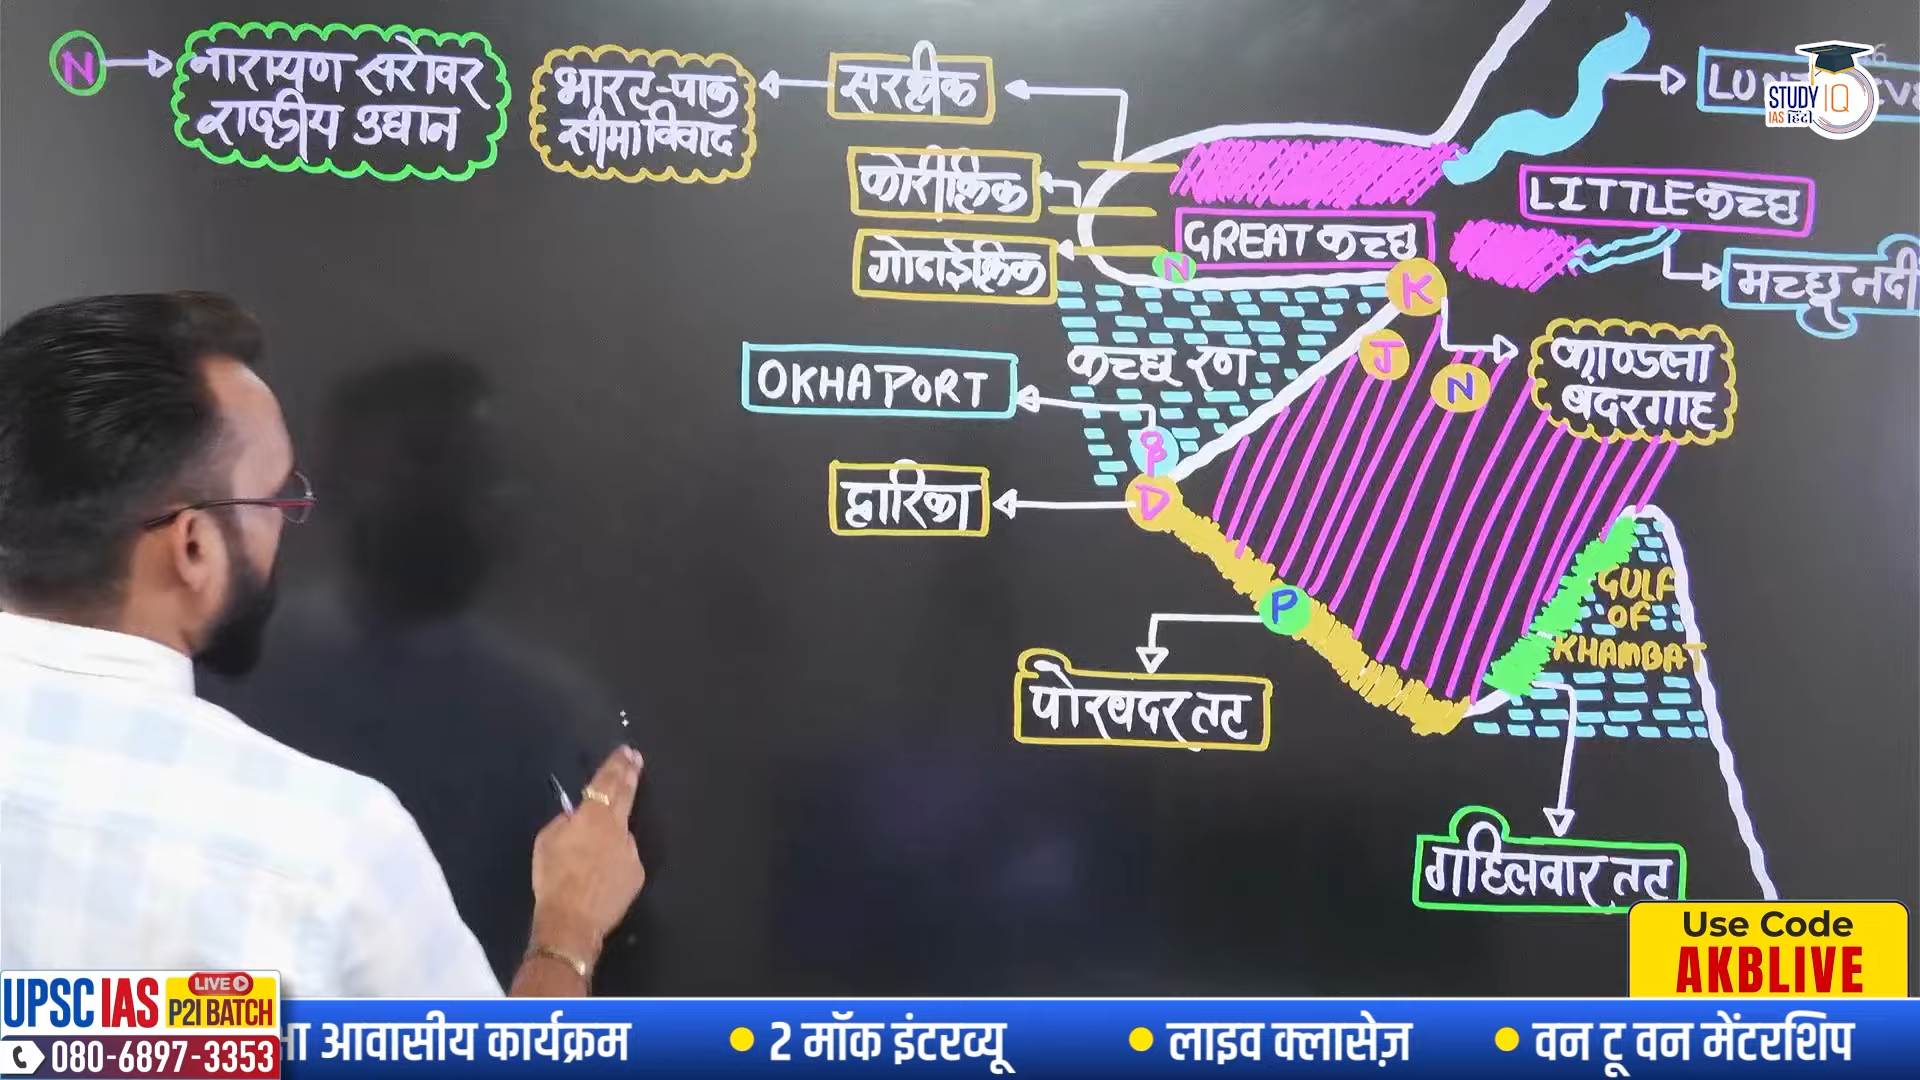 N
नारायण सरोवर
राष्ट्रीय उद्यान
भारत-पाक
सीमा विवाद
सरक्रीक
कोरीक्रिक
गोदाईक्रिक
GREAT कच्छ
LITTLE कच्छ
मच्छू नदी
STUDY IQ
IAS हिंदी
N
K
J
N
काण्डला
बंदरगाह
कच्छ रण
OKHA PORT
D
द्वारिका
P
पोरबंदर तट
GULF
OF
KHAMBAT
गहिलवार तट
Use Code
AKBLIVE
UPSC IAS
LIVE
P2I BATCH
080-6897-3353
आवासीय कार्यक्रम
2 मॉक इंटरव्यू
लाइव क्लासेज़
वन टू वन मेंटरशिप